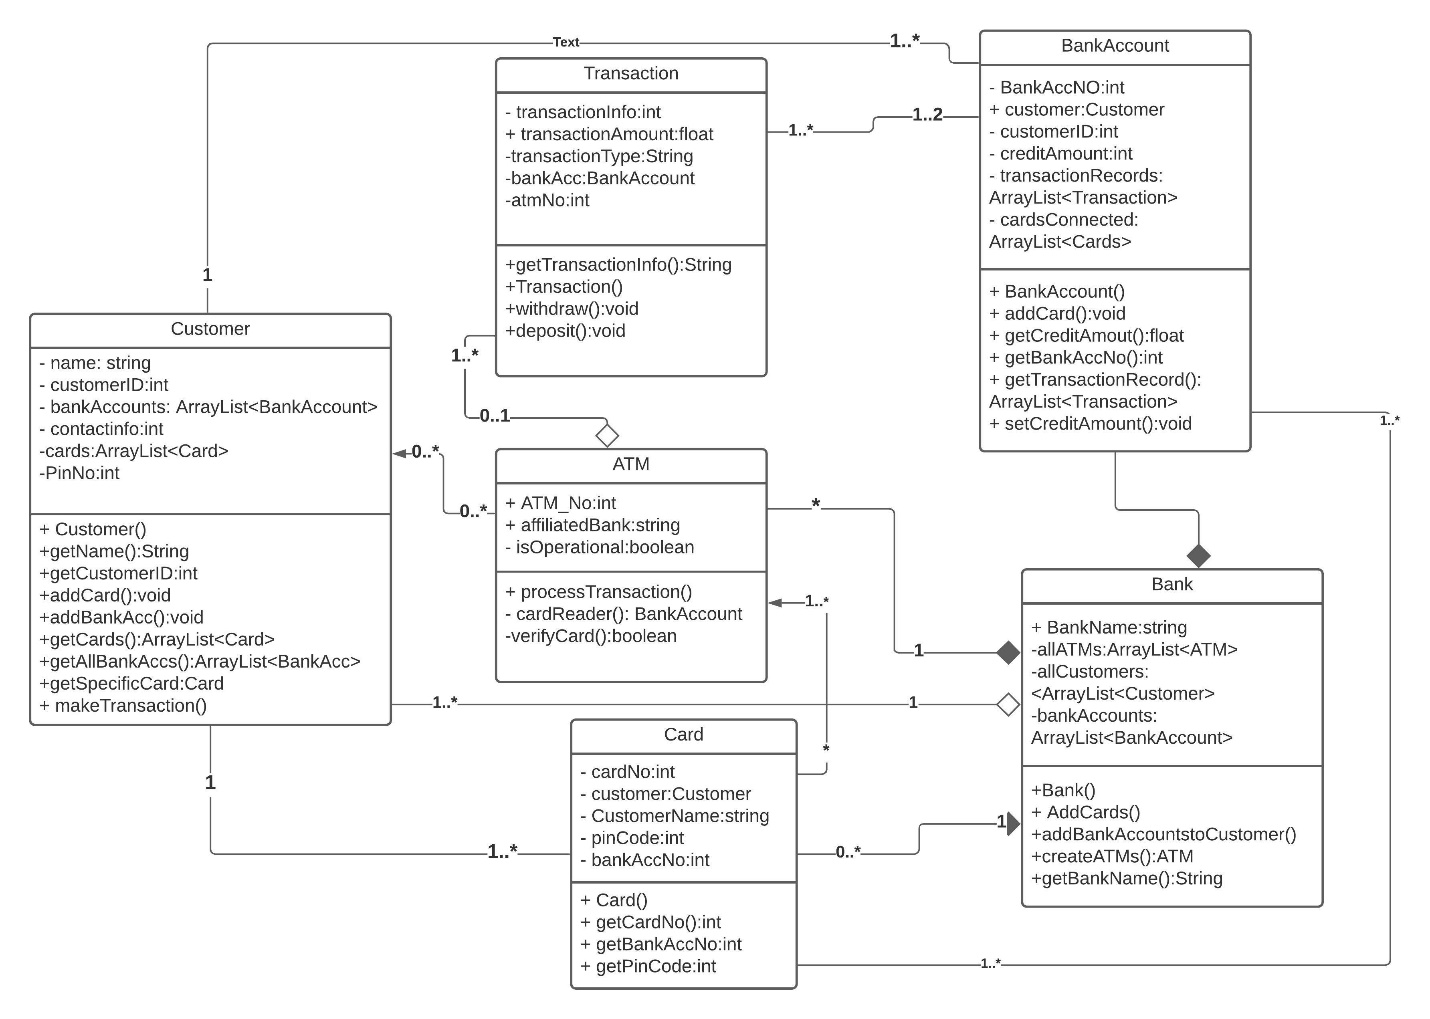 Text
1..*
BankAccount
- BankAccNO:int
+ customer:Customer
- customerID:int
- creditAmount:int
- transactionRecords:
ArrayList<Transaction>
- cardsConnected:
ArrayList<Cards>
+ BankAccount()
+ addCard():void
+ getCreditAmout():float
+ getBankAccNo():int
+ getTransactionRecord():
ArrayList<Transaction>
+ setCreditAmount():void
Transaction
- transactionInfo:int
+ transactionAmount:float
-transactionType:String
-bankAcc:BankAccount
-atmNo:int
+getTransactionInfo():String
+Transaction()
+withdraw():void
+deposit():void
1..*
1..2
1
Customer
- name: string
- customerID:int
- bankAccounts: ArrayList<BankAccount>
- contactinfo:int
-cards:ArrayList<Card>
-PinNo:int
+ Customer()
+getName():String
+getCustomerID:int
+addCard():void
+addBankAcc():void
+getCards():ArrayList<Card>
+getAllBankAccs():ArrayList<BankAcc>
+getSpecificCard:Card
+ makeTransaction()
1..*
0..1
0..*
0..*
ATM
+ ATM_No:int
+ affiliatedBank:string
- isOperational:boolean
+ processTransaction()
- cardReader(): BankAccount
-verifyCard():boolean
*
1
1..*
*
1..*
1..*
1
Bank
+ BankName:string
-allATMs:ArrayList<ATM>
-allCustomers:
<ArrayList<Customer>
-bankAccounts:
ArrayList<BankAccount>
+Bank()
+ AddCards()
+addBankAccountstoCustomer()
+createATMs():ATM
+getBankName():String
1
1..*
Card
- cardNo:int
- customer:Customer
- CustomerName:string
- pinCode:int
- bankAccNo:int
+ Card()
+ getCardNo():int
+ getBankAccNo:int
+ getPinCode:int
0..*
1
1..*